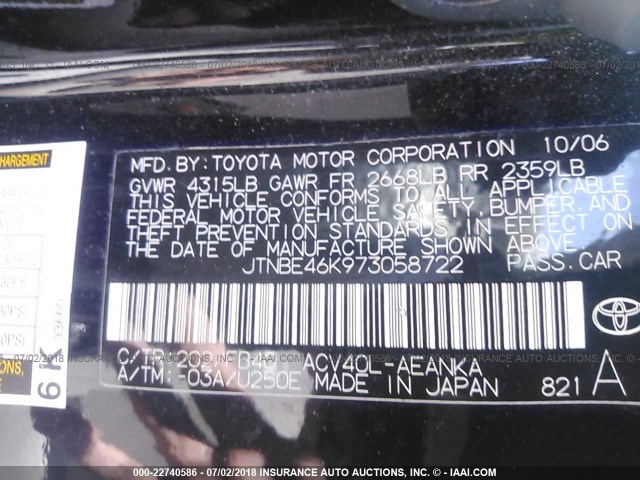 MFD. BY: TOYOTA MOTOR CORPORATION 10/06
GVWR 4315LB GAWR FR 2668LB RR 2359LB
THIS VEHICLE CONFORMS TO ALL APPLICABLE
FEDERAL MOTOR VEHICLE SAFETY, BUMPER, AND
THEFT PREVENTION STANDARDS IN EFFECT ON
THE DATE OF MANUFACTURE SHOWN ABOVE.
JTNBE46K973058722 PASS.CAR
ACV40L-AEANKA
A/TM: -03A/U250E MADE IN JAPAN 821 A
CHARGEMENT
6 K
000-22740586 - 07/02/2018 - INSURANCE AUTO AUCTIONS, INC. ® - IAAI.COM